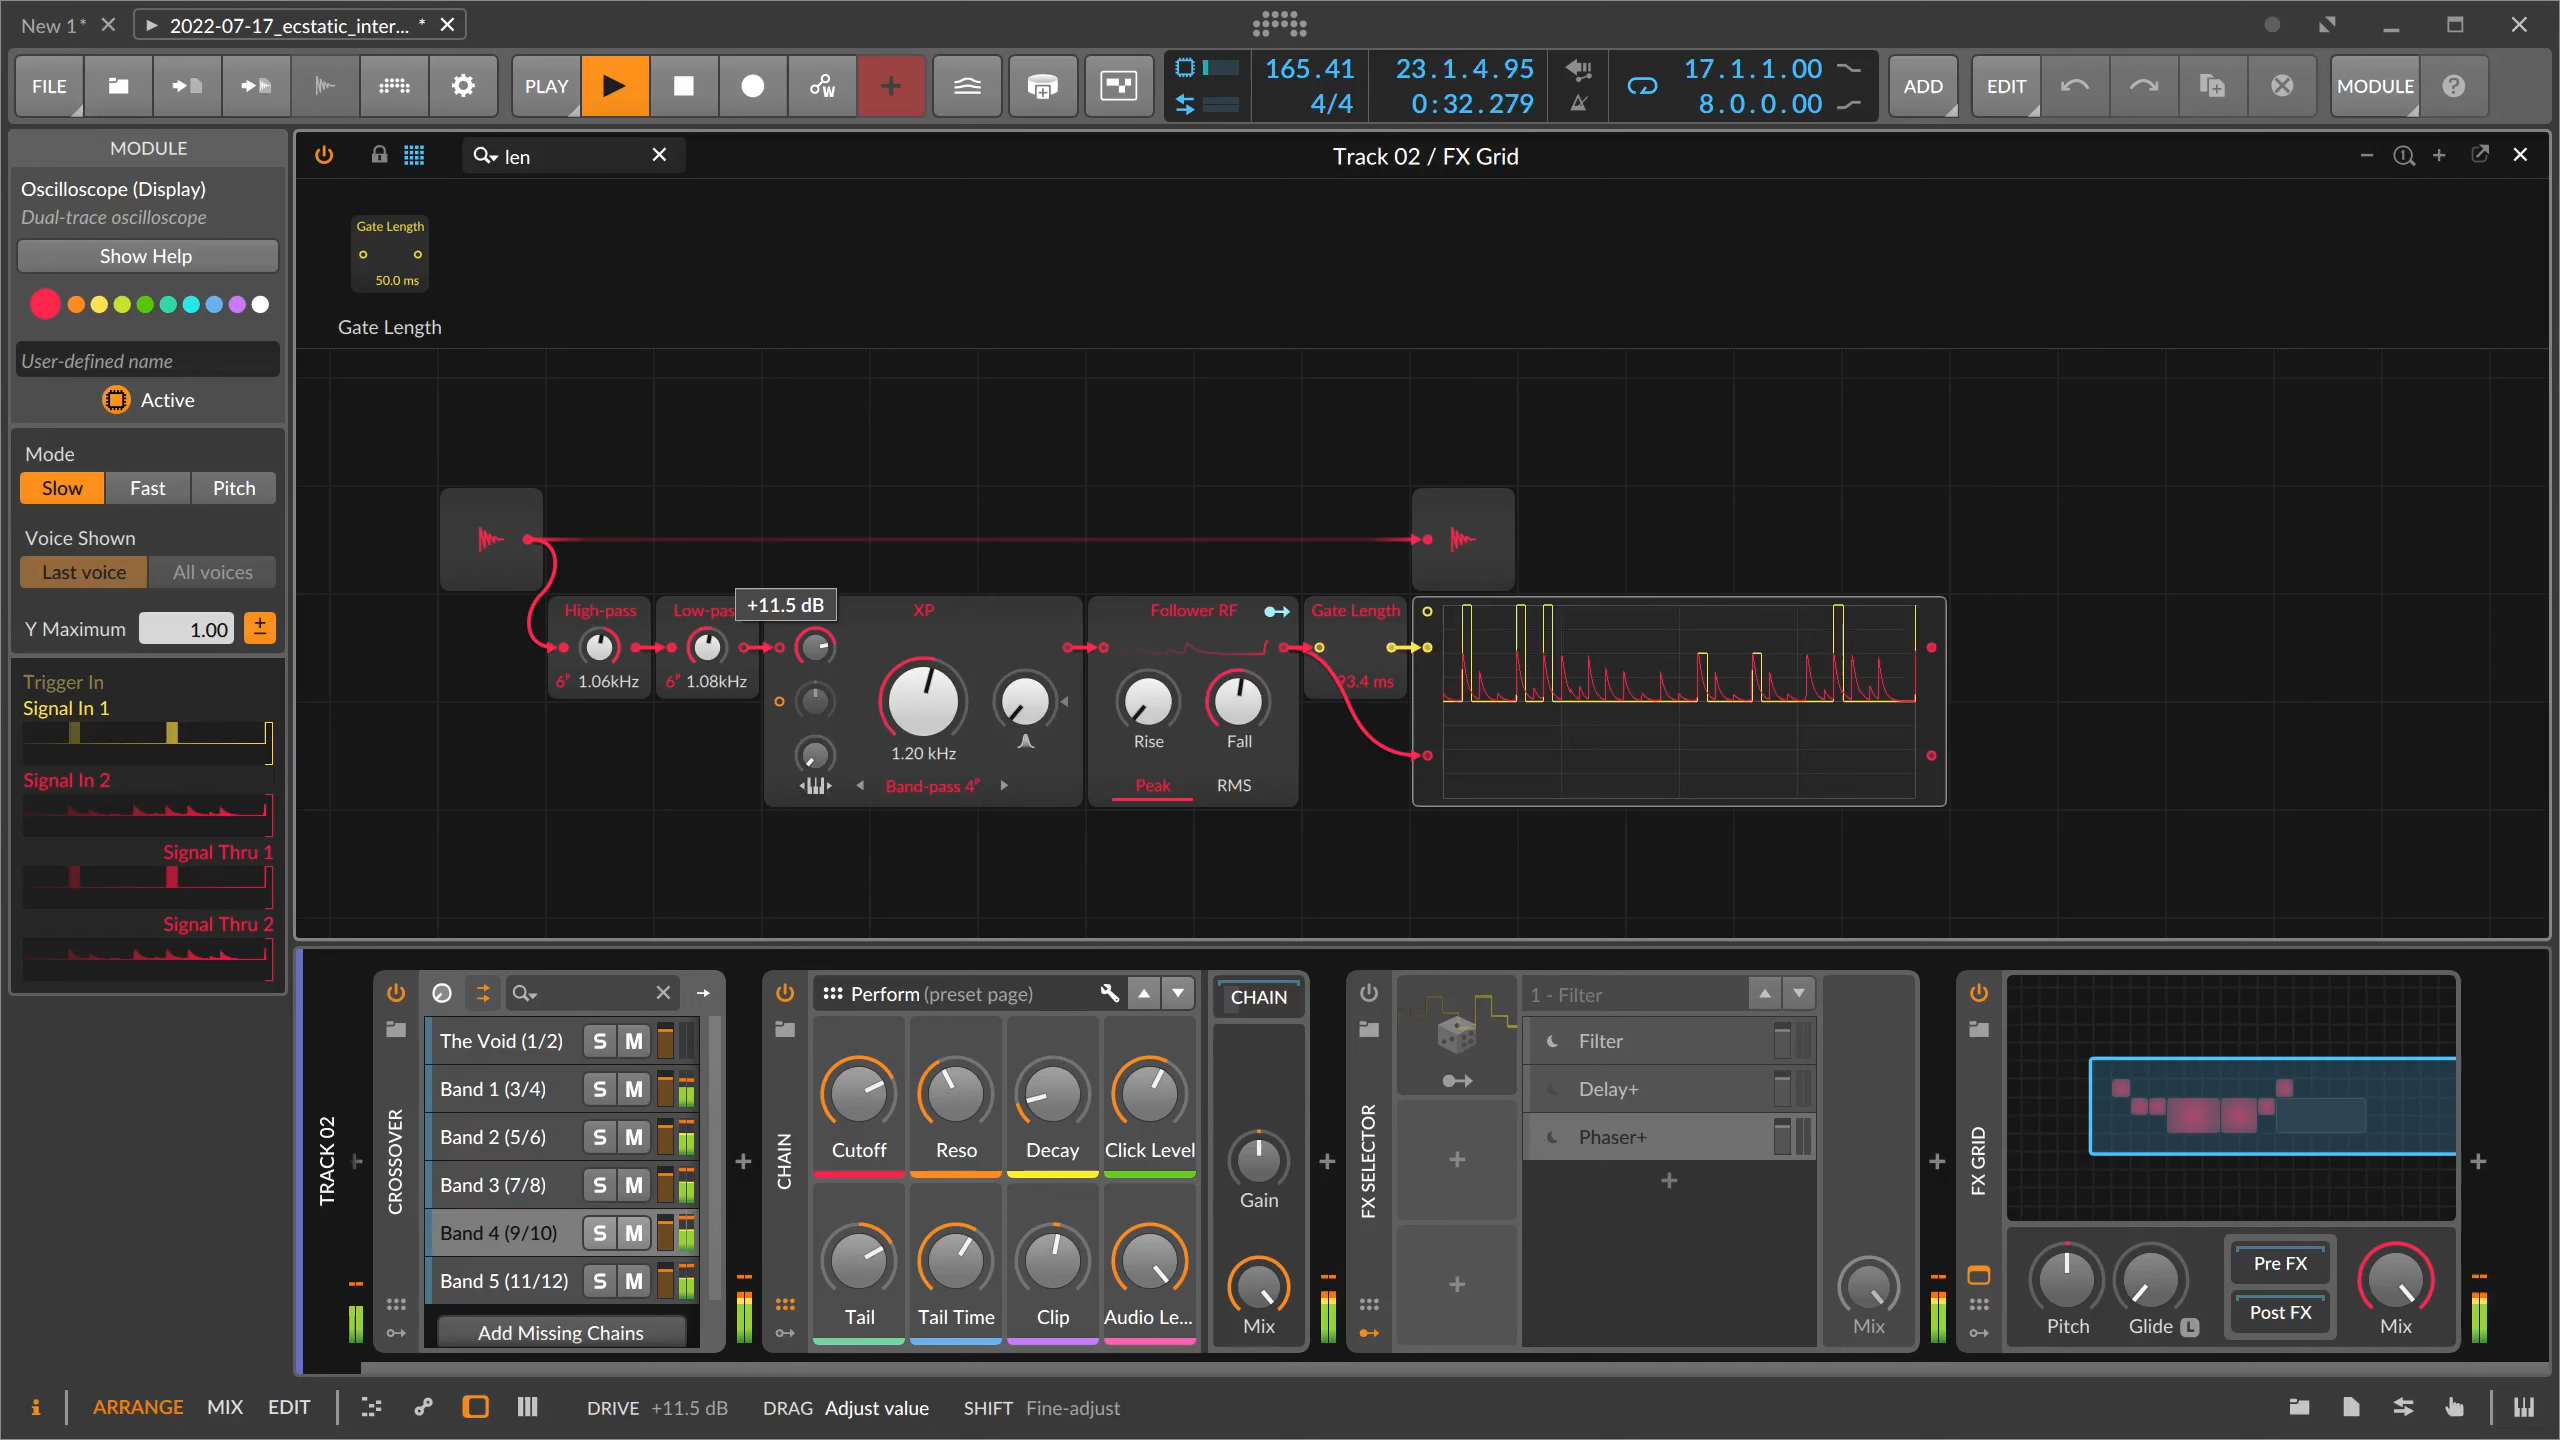 New 1*
2022-07-17_ecstatic_inter... *
FILE
PLAY
165.41
4/4
23.1.4.95
0:32.279
17.1.1.00
8.0.0.00
ADD
EDIT
MODULE
MODULE
Oscilloscope (Display)
Dual-trace oscilloscope
Show Help
User-defined name
Active
Mode
Slow Fast Pitch
Voice Shown
Last voice All voices
Y Maximum 1.00
Trigger In
Signal In 1
Signal In 2
Signal Thru 1
Signal Thru 2
len
Track 02 / FX Grid
Gate Length
50.0 ms
Gate Length
High-pass
6P 1.06kHz
Low-pas
6P 1.08kHz
+11.5 dB
XP
1.20 kHz
Band-pass 4P
Follower RF
Rise
Fall
Peak
RMS
Gate Length
3.4 ms
TRACK 02
CROSSOVER
The Void (1/2) S M
Band 1 (3/4) S M
Band 2 (5/6) S M
Band 3 (7/8) S M
Band 4 (9/10) S M
Band 5 (11/12) S M
Add Missing Chains
CHAIN
Perform (preset page)
Cutoff Reso Decay Click Level
Tail Tail Time Clip Audio Le...
CHAIN
Gain
Mix
FX SELECTOR
1 - Filter
Filter
Delay+
Phaser+
Mix
FX GRID
Pitch
Glide L
Pre FX
Post FX
Mix
i ARRANGE MIX EDIT
DRIVE +11.5 dB DRAG Adjust value SHIFT Fine-adjust